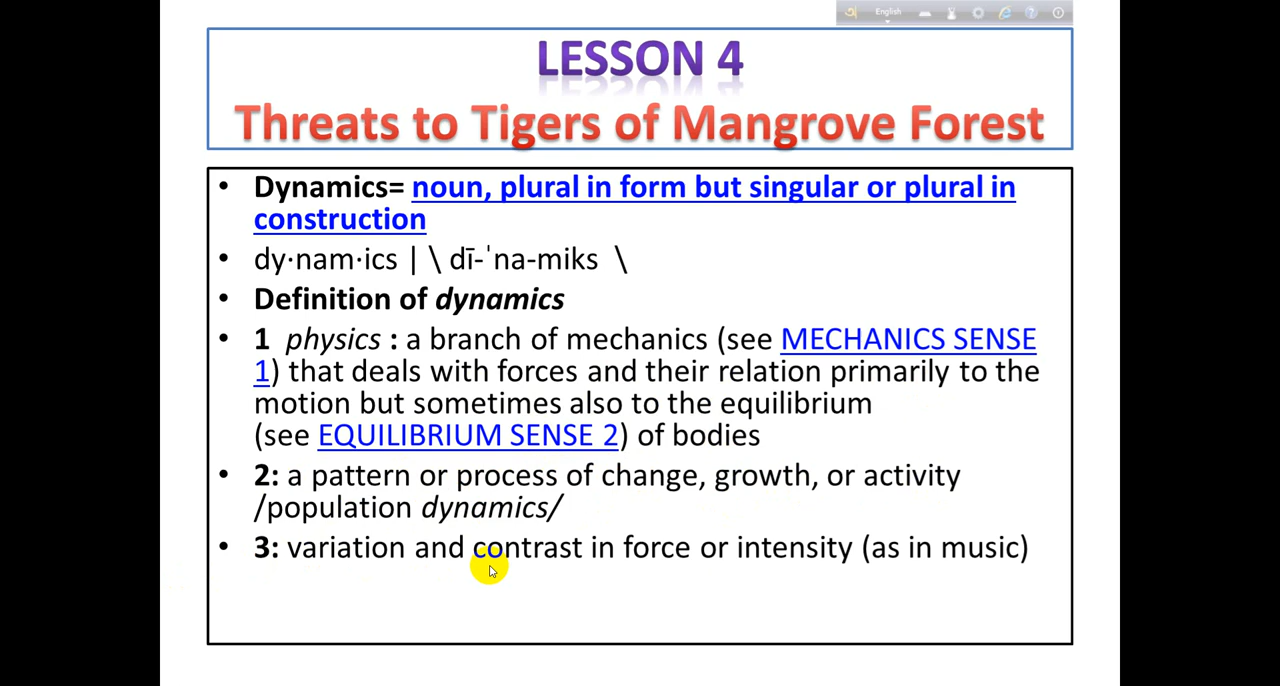 English
LESSON 4
Threats to Tigers of Mangrove Forest
• Dynamics= noun, plural in form but singular or plural in
construction
• dy·nam·ics | \ dī-ˈna-miks \
• Definition of dynamics
• 1 physics : a branch of mechanics (see MECHANICS SENSE
1) that deals with forces and their relation primarily to the
motion but sometimes also to the equilibrium
(see EQUILIBRIUM SENSE 2) of bodies
• 2: a pattern or process of change, growth, or activity
/population dynamics/
• 3: variation and contrast in force or intensity (as in music)